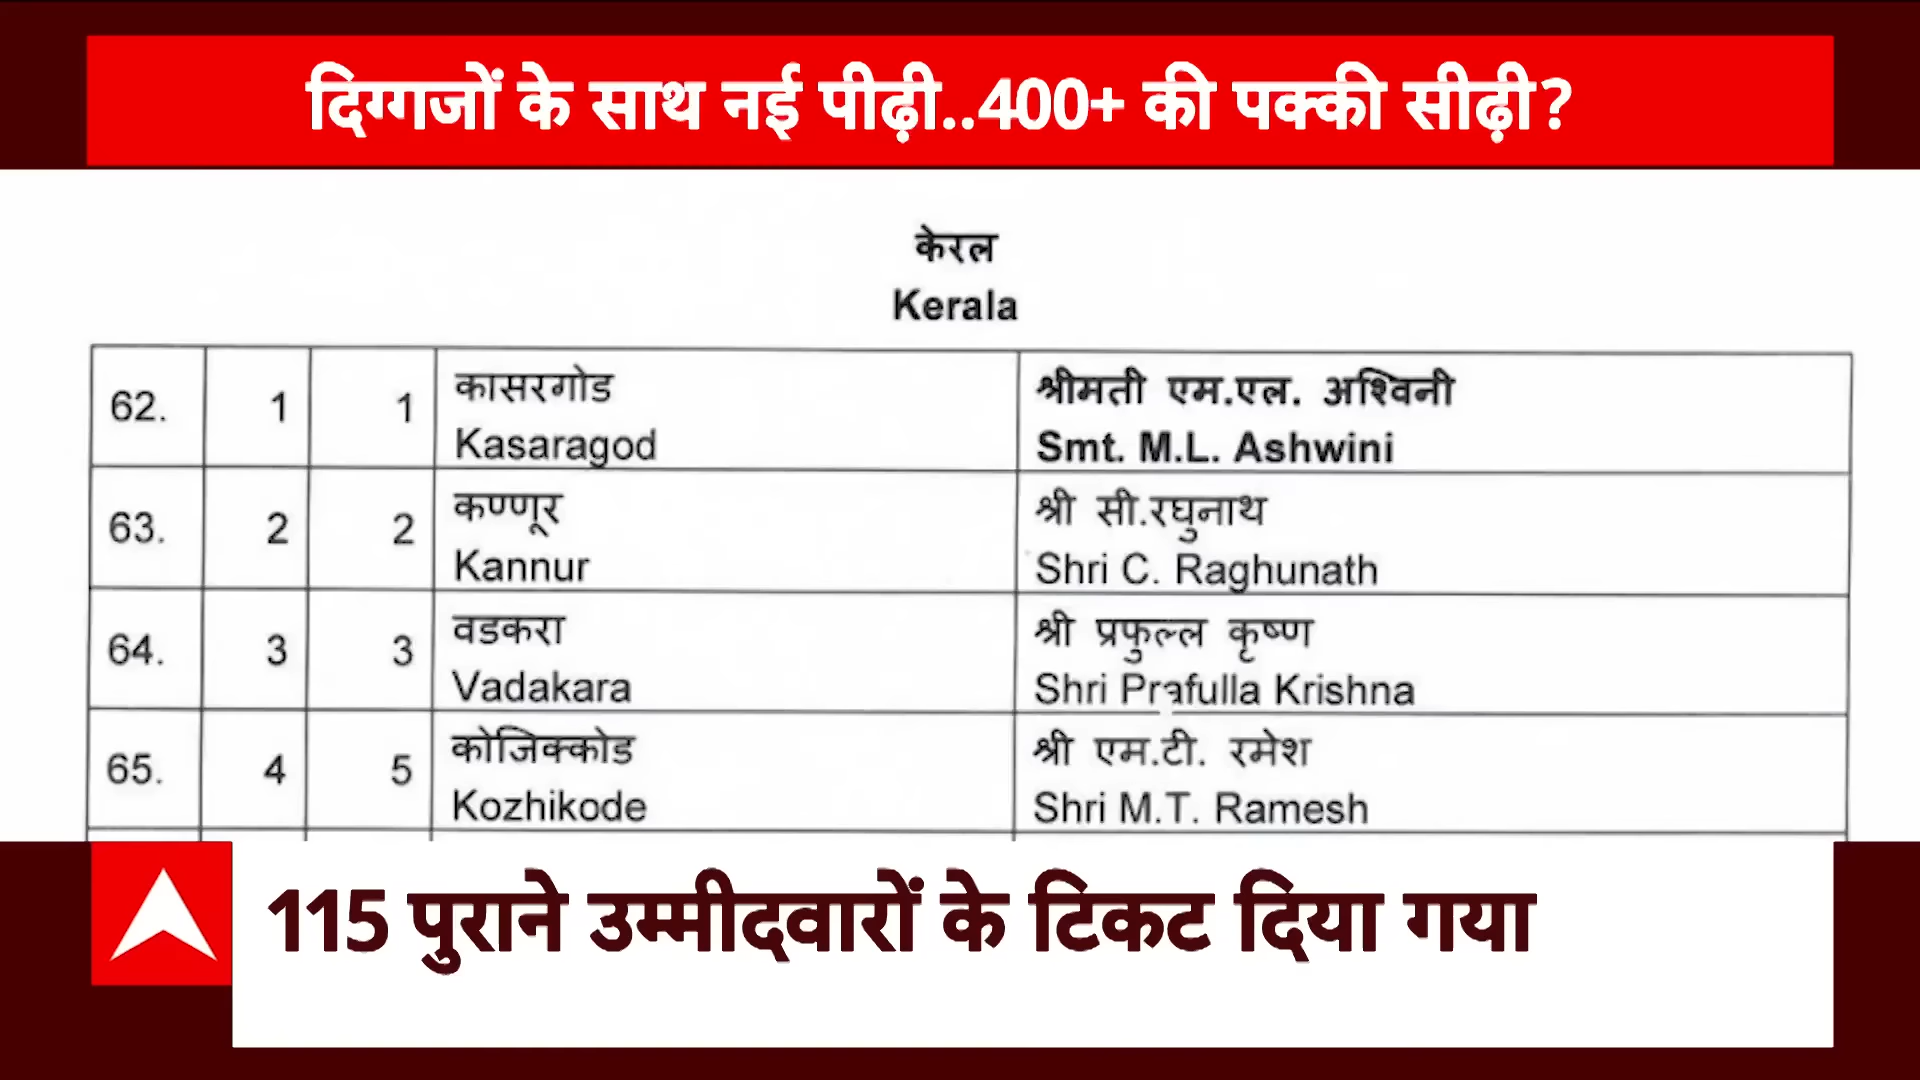 दिग्गजों के साथ नई पीढ़ी..400+ की पक्की सीढ़ी?
केरल
Kerala
62. 1 1 कासरगोड श्रीमती एम.एल. अश्विनी
Kasaragod Smt. M.L. Ashwini
63. 2 2 कण्णूर श्री सी.रघुनाथ
Kannur Shri C. Raghunath
64. 3 3 वडकरा श्री प्रफुल्ल कृष्ण
Vadakara Shri Prafulla Krishna
65. 4 5 कोजिक्कोड श्री एम.टी. रमेश
Kozhikode Shri M.T. Ramesh
115 पुराने उम्मीदवारों के टिकट दिया गया